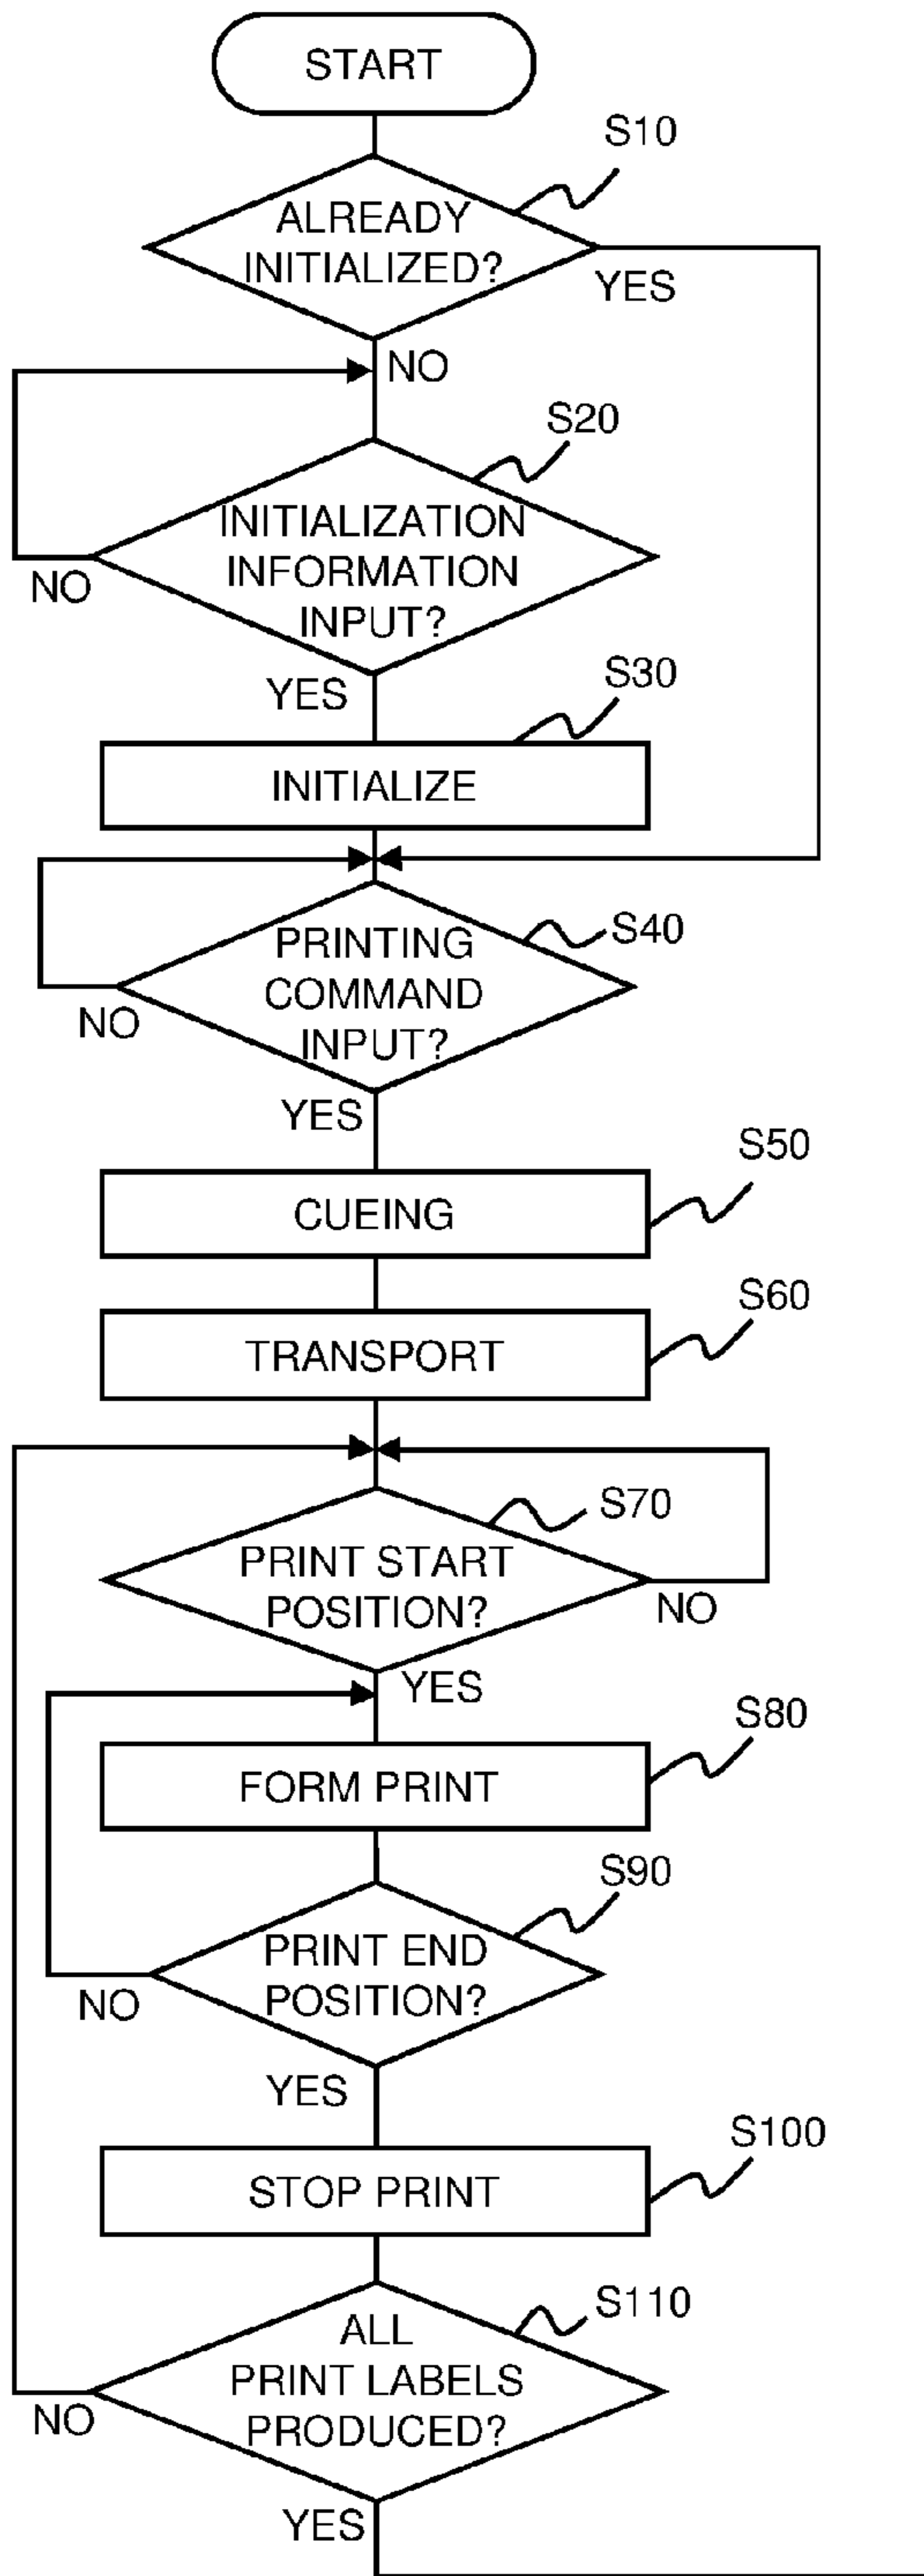 START
S10
ALREADY
INITIALIZED?
YES
NO
S20
INITIALIZATION
INFORMATION
INPUT?
NO
YES
S30
INITIALIZE
S40
PRINTING
COMMAND
INPUT?
NO
YES
S50
CUEING
S60
TRANSPORT
S70
PRINT START
POSITION?
NO
YES
S80
FORM PRINT
S90
PRINT END
POSITION?
NO
YES
S100
STOP PRINT
S110
ALL
PRINT LABELS
PRODUCED?
NO
YES